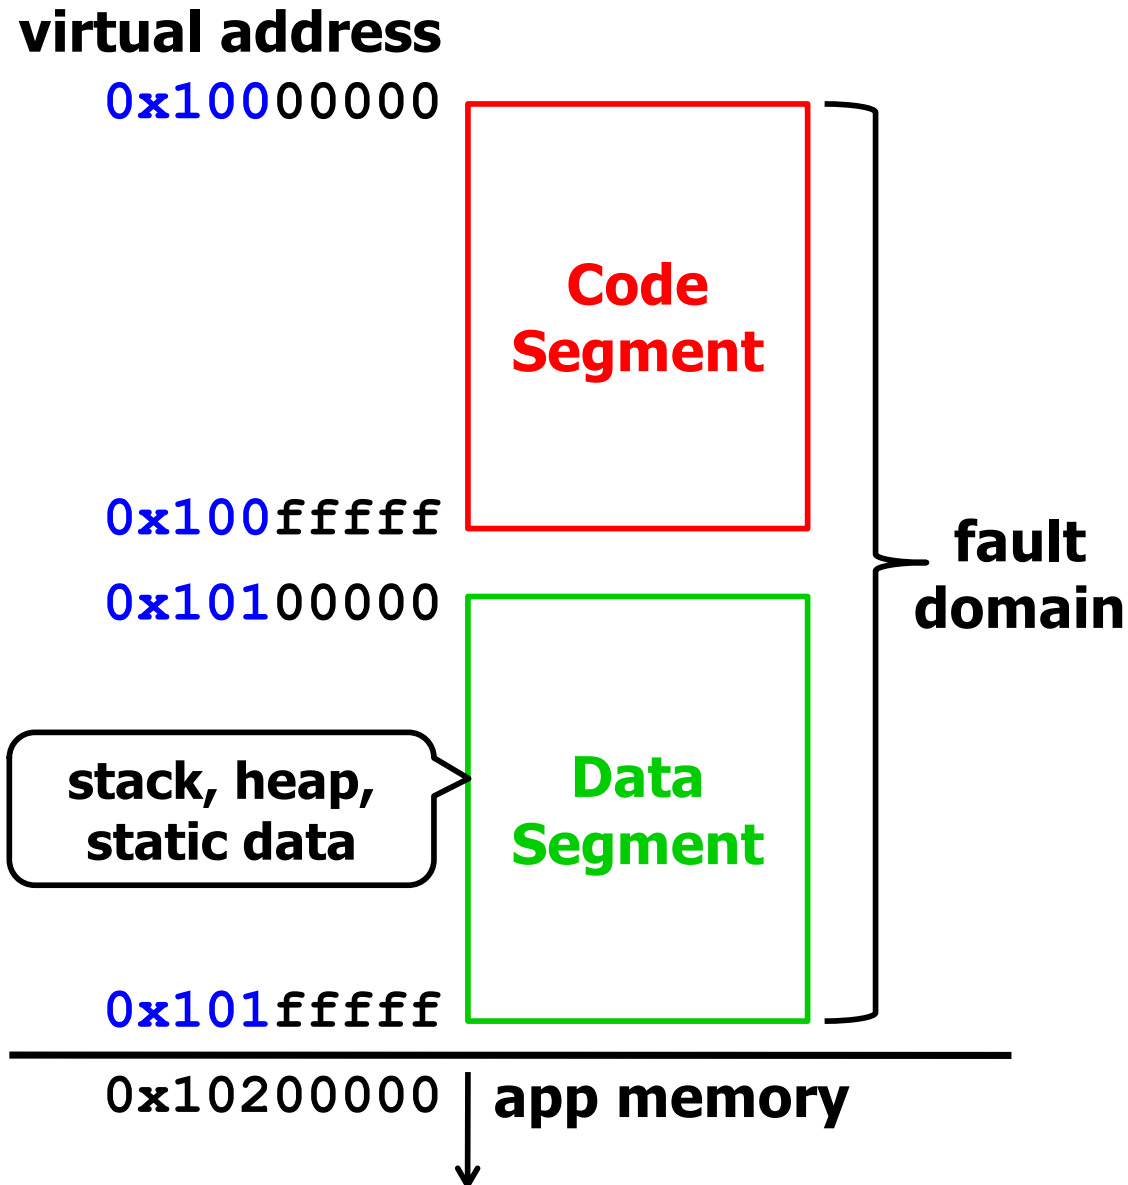 virtual address
0x10000000
Code
Segment
0x100fffff
fault
domain
0x10100000
stack, heap,
static data
Data
Segment
0x101fffff
0x10200000
app memory